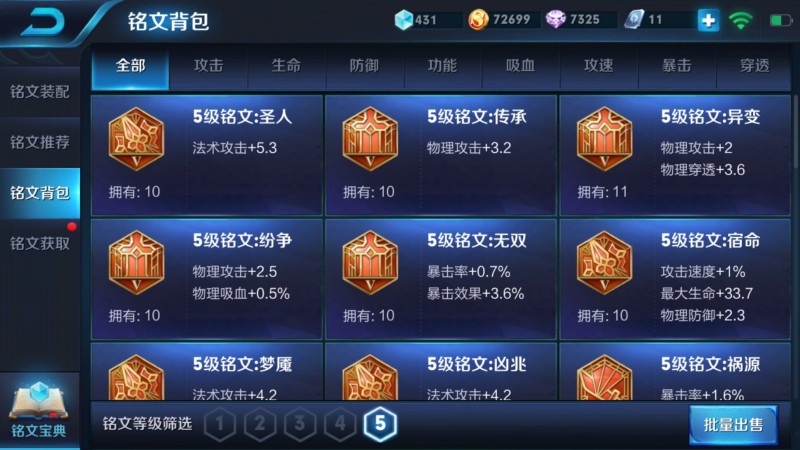 铭文背包
431
72699
7325
11
全部
攻击
生命
防御
功能
吸血
攻速
暴击
穿透
铭文装配
铭文推荐
铭文背包
铭文获取
铭文宝典
5级铭文:圣人
法术攻击+5.3
V
拥有: 10
5级铭文:传承
物理攻击+3.2
V
拥有: 10
5级铭文:异变
物理攻击+2
物理穿透+3.6
V
拥有: 11
5级铭文:纷争
物理攻击+2.5
物理吸血+0.5%
V
拥有: 10
5级铭文:无双
暴击率+0.7%
暴击效果+3.6%
V
拥有: 10
5级铭文:宿命
攻击速度+1%
最大生命+33.7
物理防御+2.3
V
拥有: 10
5级铭文:梦魇
法术攻击+4.2
5级铭文:凶兆
法术攻击+4.2
5级铭文:祸源
暴击率+1.6%
铭文等级筛选
1
2
3
4
5
批量出售